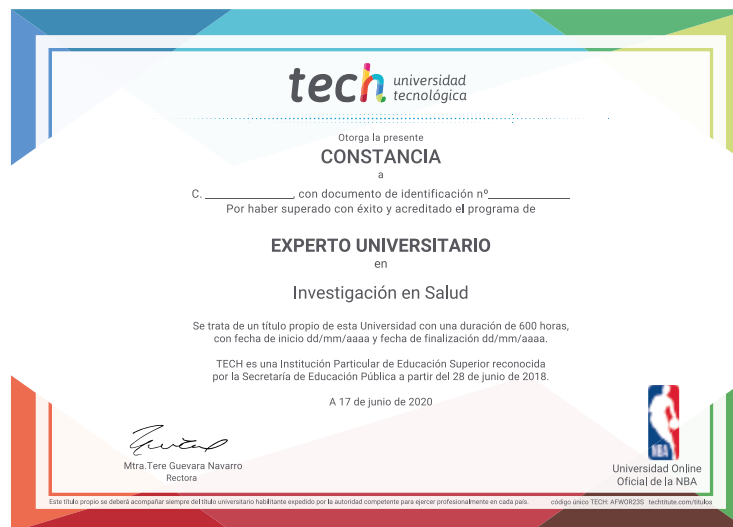 tech universidad
tecnológica
Otorga la presente
CONSTANCIA
a
C. ______________, con documento de identificación nº______________
Por haber superado con éxito y acreditado el programa de
EXPERTO UNIVERSITARIO
en
Investigación en Salud
Se trata de un título propio de esta Universidad con una duración de 600 horas,
con fecha de inicio dd/mm/aaaa y fecha de finalización dd/mm/aaaa.
TECH es una Institución Particular de Educación Superior reconocida
por la Secretaría de Educación Pública a partir del 28 de junio de 2018.
A 17 de junio de 2020
Mtra.Tere Guevara Navarro
Rectora
NBA
Universidad Online
Oficial de la NBA
Este título propio se deberá acompañar siempre del título universitario habilitante expedido por la autoridad competente para ejercer profesionalmente en cada país.
código único TECH: AFWOR23S techtitute.com/titulos